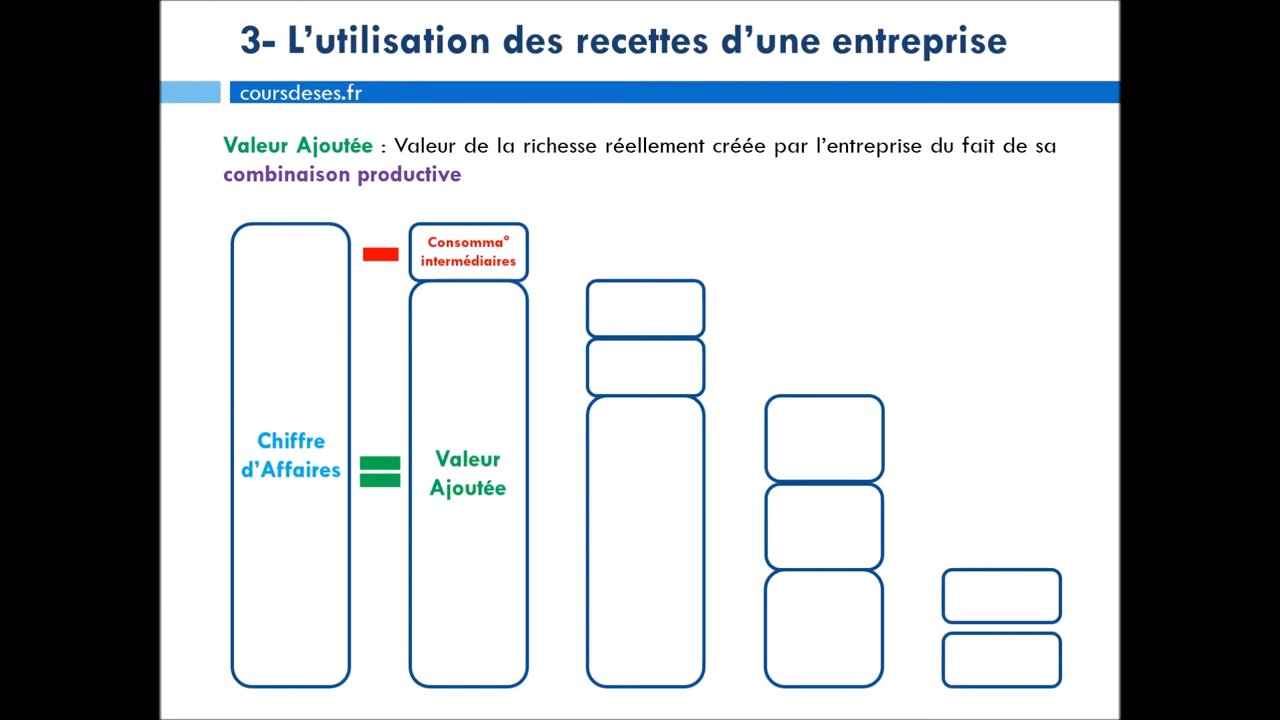 3- L’utilisation des recettes d’une entreprise
coursdeses.fr
Valeur Ajoutée : Valeur de la richesse réellement créée par l’entreprise du fait de sa
combinaison productive
Consomma°
intermédiaires
Chiffre
d’Affaires
Valeur
Ajoutée